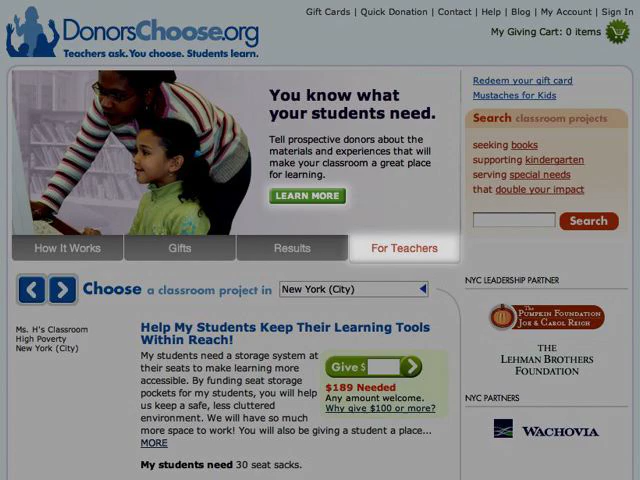 Gift Cards | Quick Donation | Contact | Help | Blog | My Account | Sign In
DonorsChoose.org
Teachers ask. You choose. Students learn.
My Giving Cart: 0 items
You know what
your students need.
Tell prospective donors about the
materials and experiences that will
make your classroom a great place
for learning.
LEARN MORE
How It Works
Gifts
Results
For Teachers
Redeem your gift card
Mustaches for Kids
Search classroom projects
seeking books
supporting kindergarten
serving special needs
that double your impact
Search
Choose a classroom project in
New York (City)
Ms. H's Classroom
High Poverty
New York (City)
Help My Students Keep Their Learning Tools
Within Reach!
My students need a storage system at
their seats to make learning more
accessible. By funding seat storage
pockets for my students, you will help
us keep a safe, less cluttered
environment. We will have so much
more space to work! You will also be giving a student a place...
MORE
My students need 30 seat sacks.
Give $
$189 Needed
Any amount welcome.
Why give $100 or more?
NYC LEADERSHIP PARTNER
The
PUMPKIN FOUNDATION
JOE & CAROL REICH
THE
LEHMAN BROTHERS
FOUNDATION
NYC PARTNERS
WACHOVIA